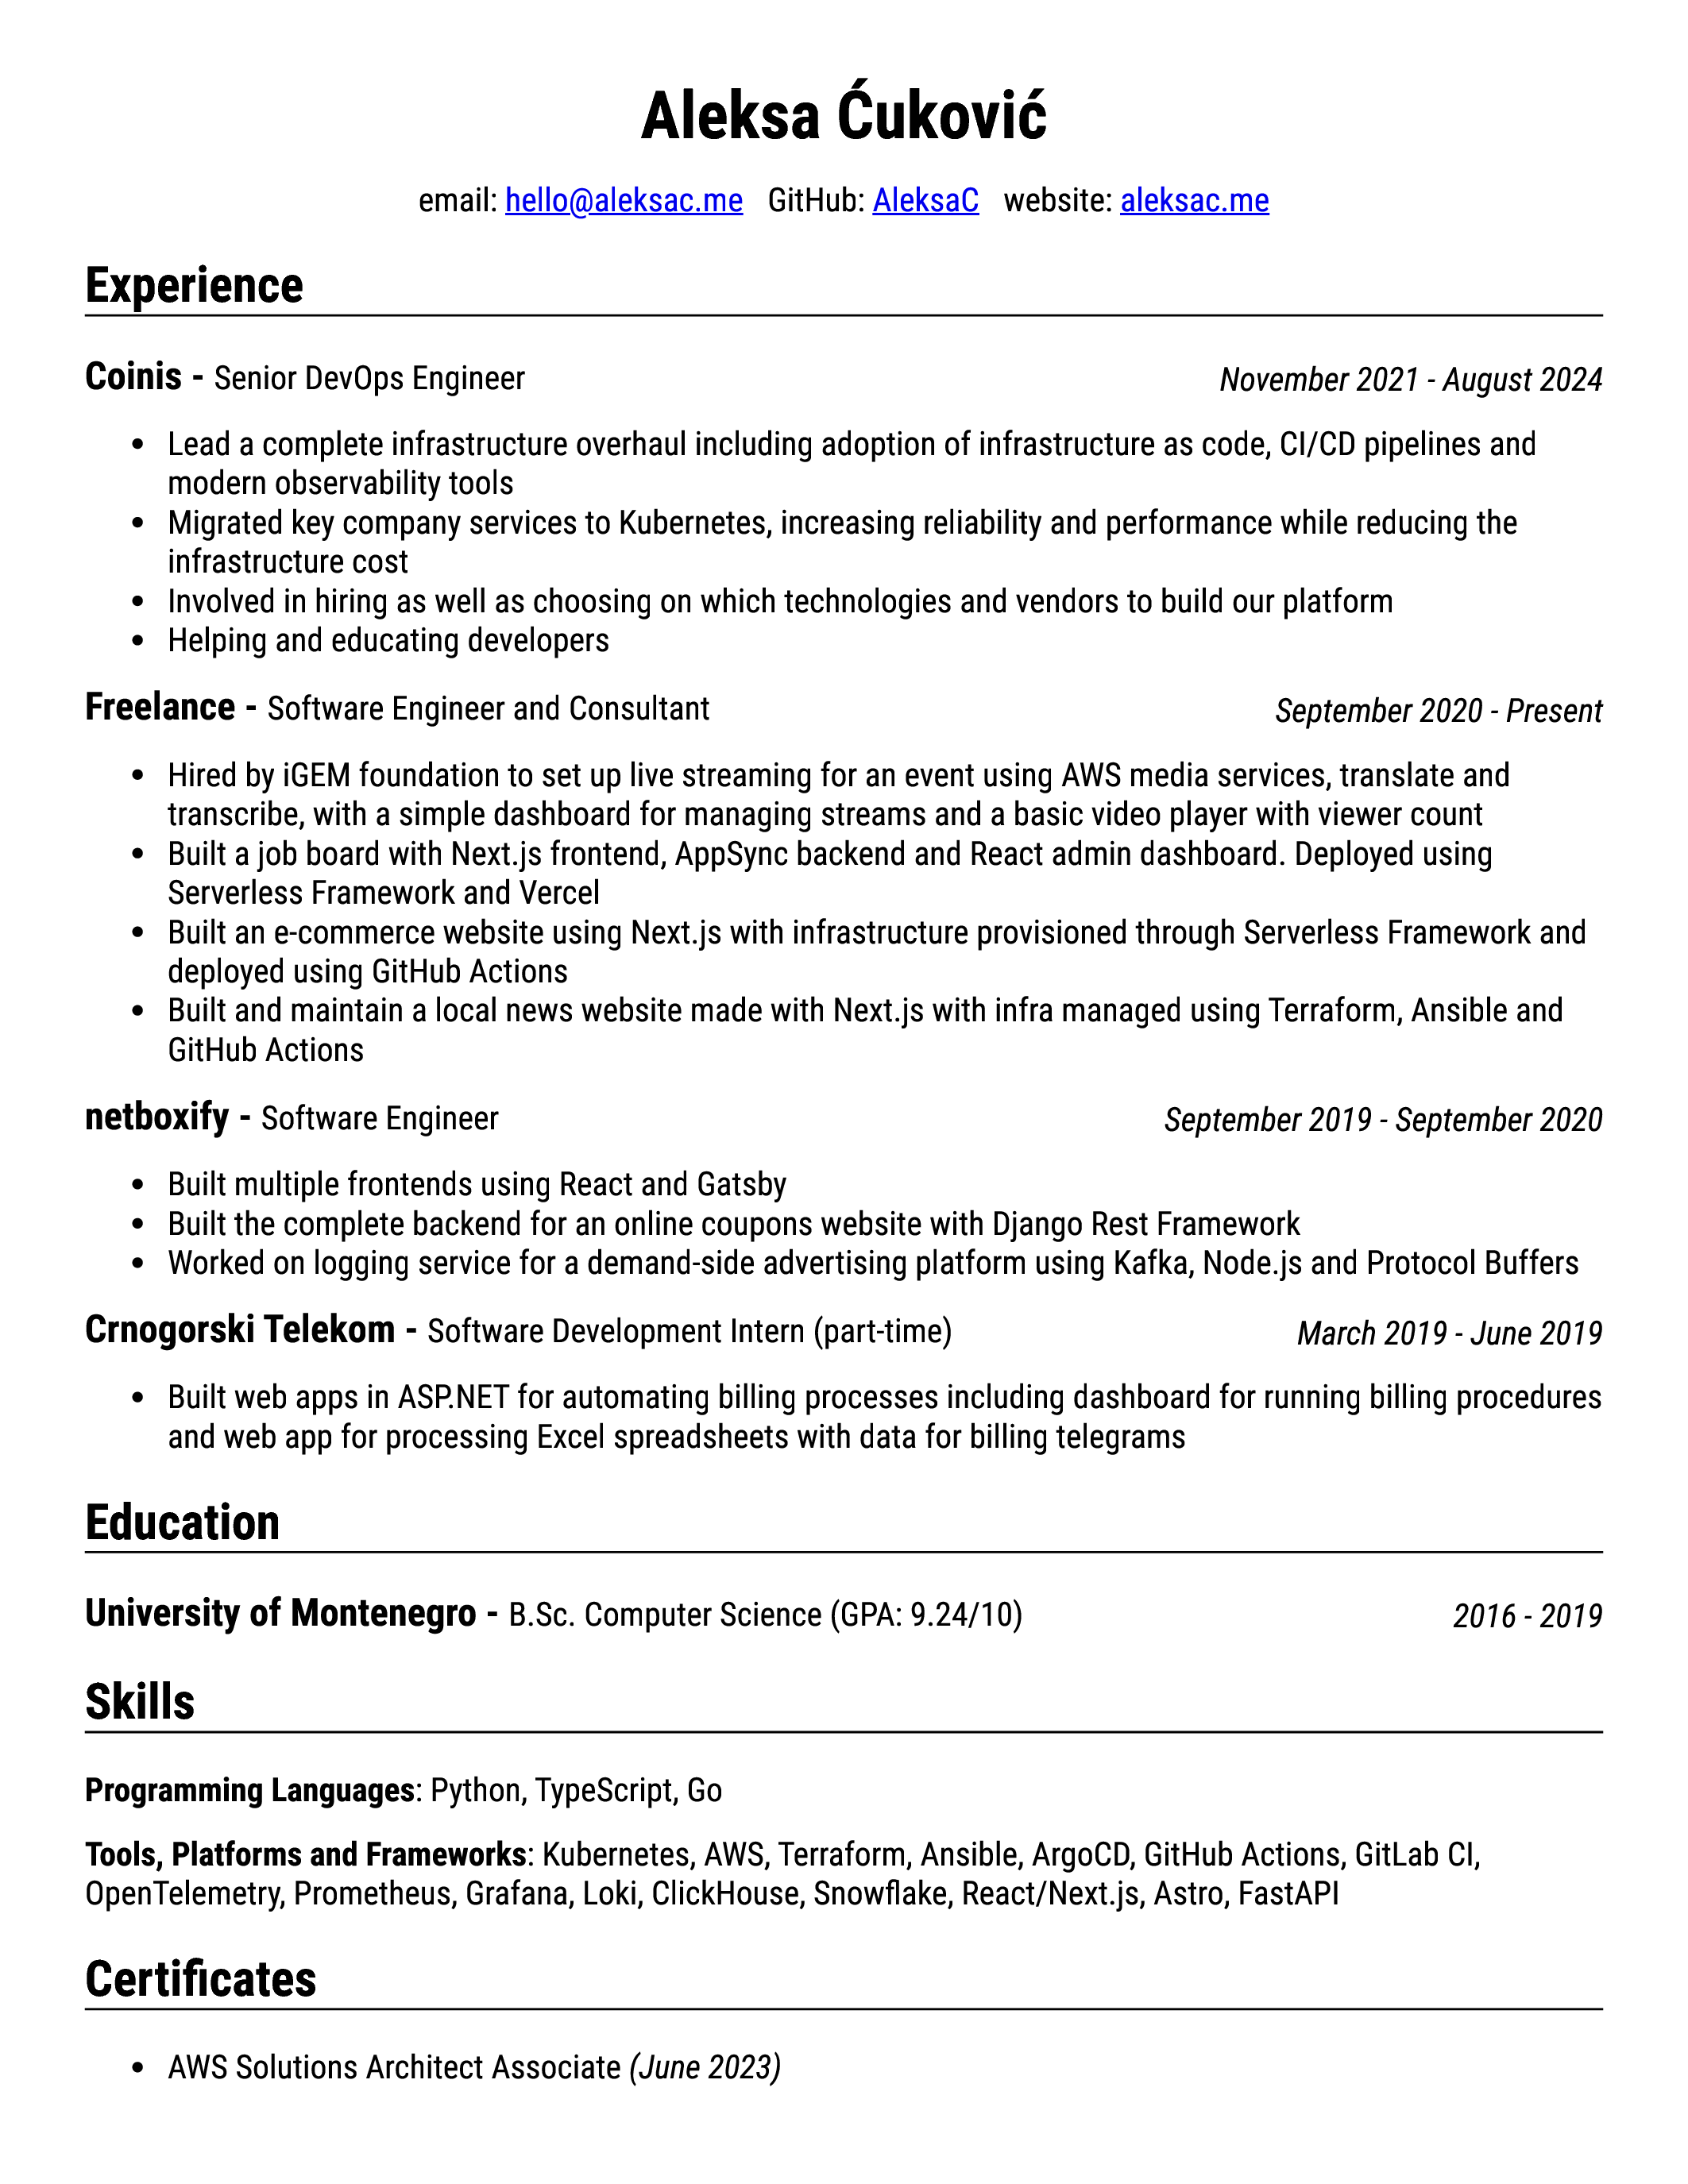 Aleksa Ćuković
email: hello@aleksac.me GitHub: AleksaC website: aleksac.me
Experience
Coinis - Senior DevOps Engineer November 2021 - August 2024
• Lead a complete infrastructure overhaul including adoption of infrastructure as code, CI/CD pipelines and
modern observability tools
• Migrated key company services to Kubernetes, increasing reliability and performance while reducing the
infrastructure cost
• Involved in hiring as well as choosing on which technologies and vendors to build our platform
• Helping and educating developers
Freelance - Software Engineer and Consultant September 2020 - Present
• Hired by iGEM foundation to set up live streaming for an event using AWS media services, translate and
transcribe, with a simple dashboard for managing streams and a basic video player with viewer count
• Built a job board with Next.js frontend, AppSync backend and React admin dashboard. Deployed using
Serverless Framework and Vercel
• Built an e-commerce website using Next.js with infrastructure provisioned through Serverless Framework and
deployed using GitHub Actions
• Built and maintain a local news website made with Next.js with infra managed using Terraform, Ansible and
GitHub Actions
netboxify - Software Engineer September 2019 - September 2020
• Built multiple frontends using React and Gatsby
• Built the complete backend for an online coupons website with Django Rest Framework
• Worked on logging service for a demand-side advertising platform using Kafka, Node.js and Protocol Buffers
Crnogorski Telekom - Software Development Intern (part-time) March 2019 - June 2019
• Built web apps in ASP.NET for automating billing processes including dashboard for running billing procedures
and web app for processing Excel spreadsheets with data for billing telegrams
Education
University of Montenegro - B.Sc. Computer Science (GPA: 9.24/10) 2016 - 2019
Skills
Programming Languages: Python, TypeScript, Go
Tools, Platforms and Frameworks: Kubernetes, AWS, Terraform, Ansible, ArgoCD, GitHub Actions, GitLab CI,
OpenTelemetry, Prometheus, Grafana, Loki, ClickHouse, Snowflake, React/Next.js, Astro, FastAPI
Certificates
• AWS Solutions Architect Associate (June 2023)